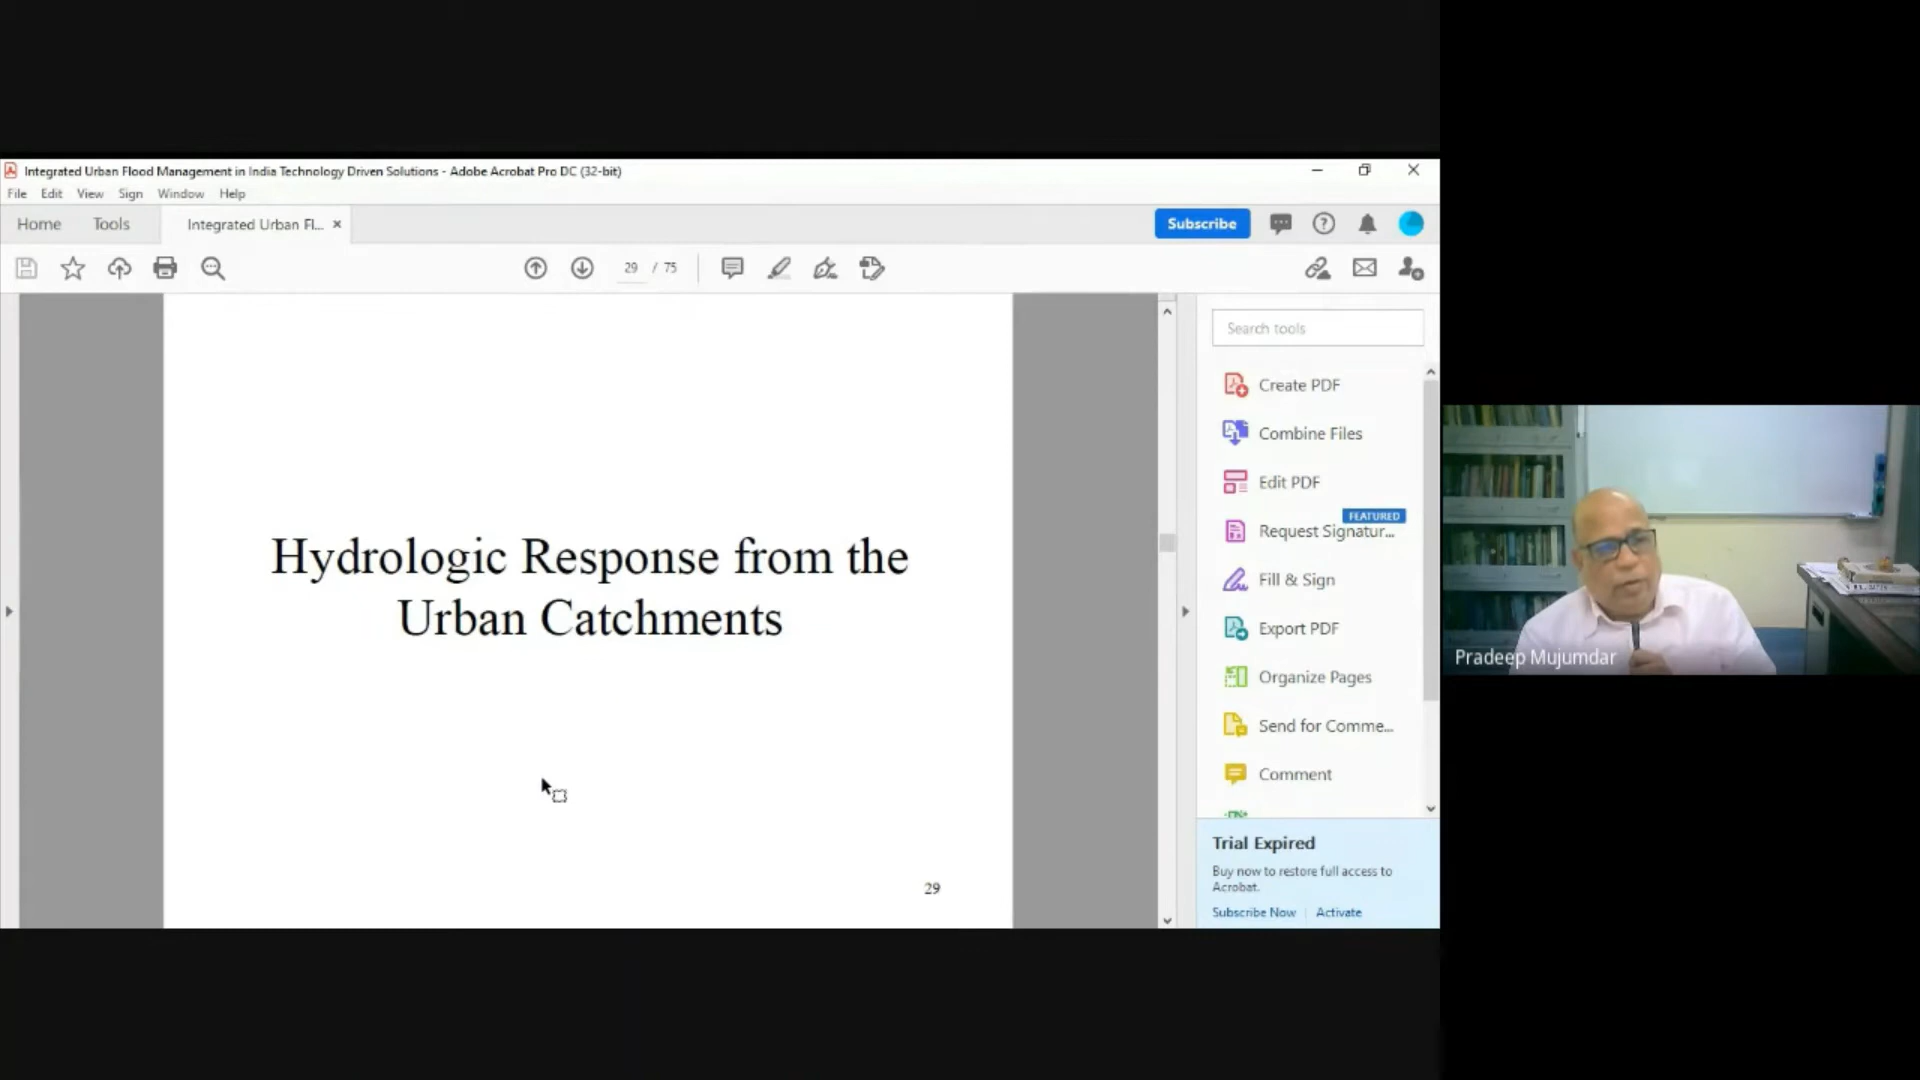 Integrated Urban Flood Management in India Technology Driven Solutions - Adobe Acrobat Pro DC (32-bit)
File Edit View Sign Window Help
Home Tools Integrated Urban Fl... ×
Subscribe
29 / 75
Search tools
Create PDF
Combine Files
Edit PDF
FEATURED
Request Signatur...
Fill & Sign
Export PDF
Organize Pages
Send for Comme...
Comment
Hydrologic Response from the
Urban Catchments
29
Trial Expired
Buy now to restore full access to
Acrobat.
Subscribe Now | Activate
Pradeep Mujumdar